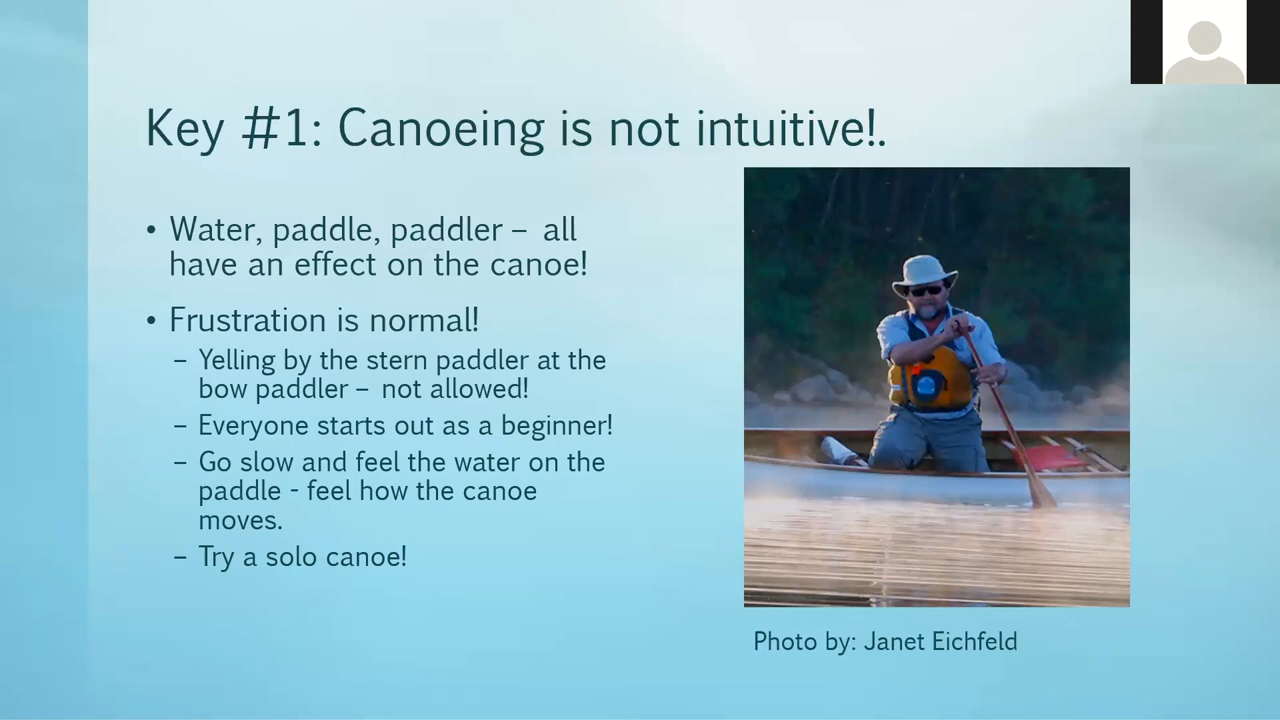 Key #1: Canoeing is not intuitive!.
• Water, paddle, paddler – all
have an effect on the canoe!
• Frustration is normal!
– Yelling by the stern paddler at the
bow paddler – not allowed!
– Everyone starts out as a beginner!
– Go slow and feel the water on the
paddle - feel how the canoe
moves.
– Try a solo canoe!
Photo by: Janet Eichfeld